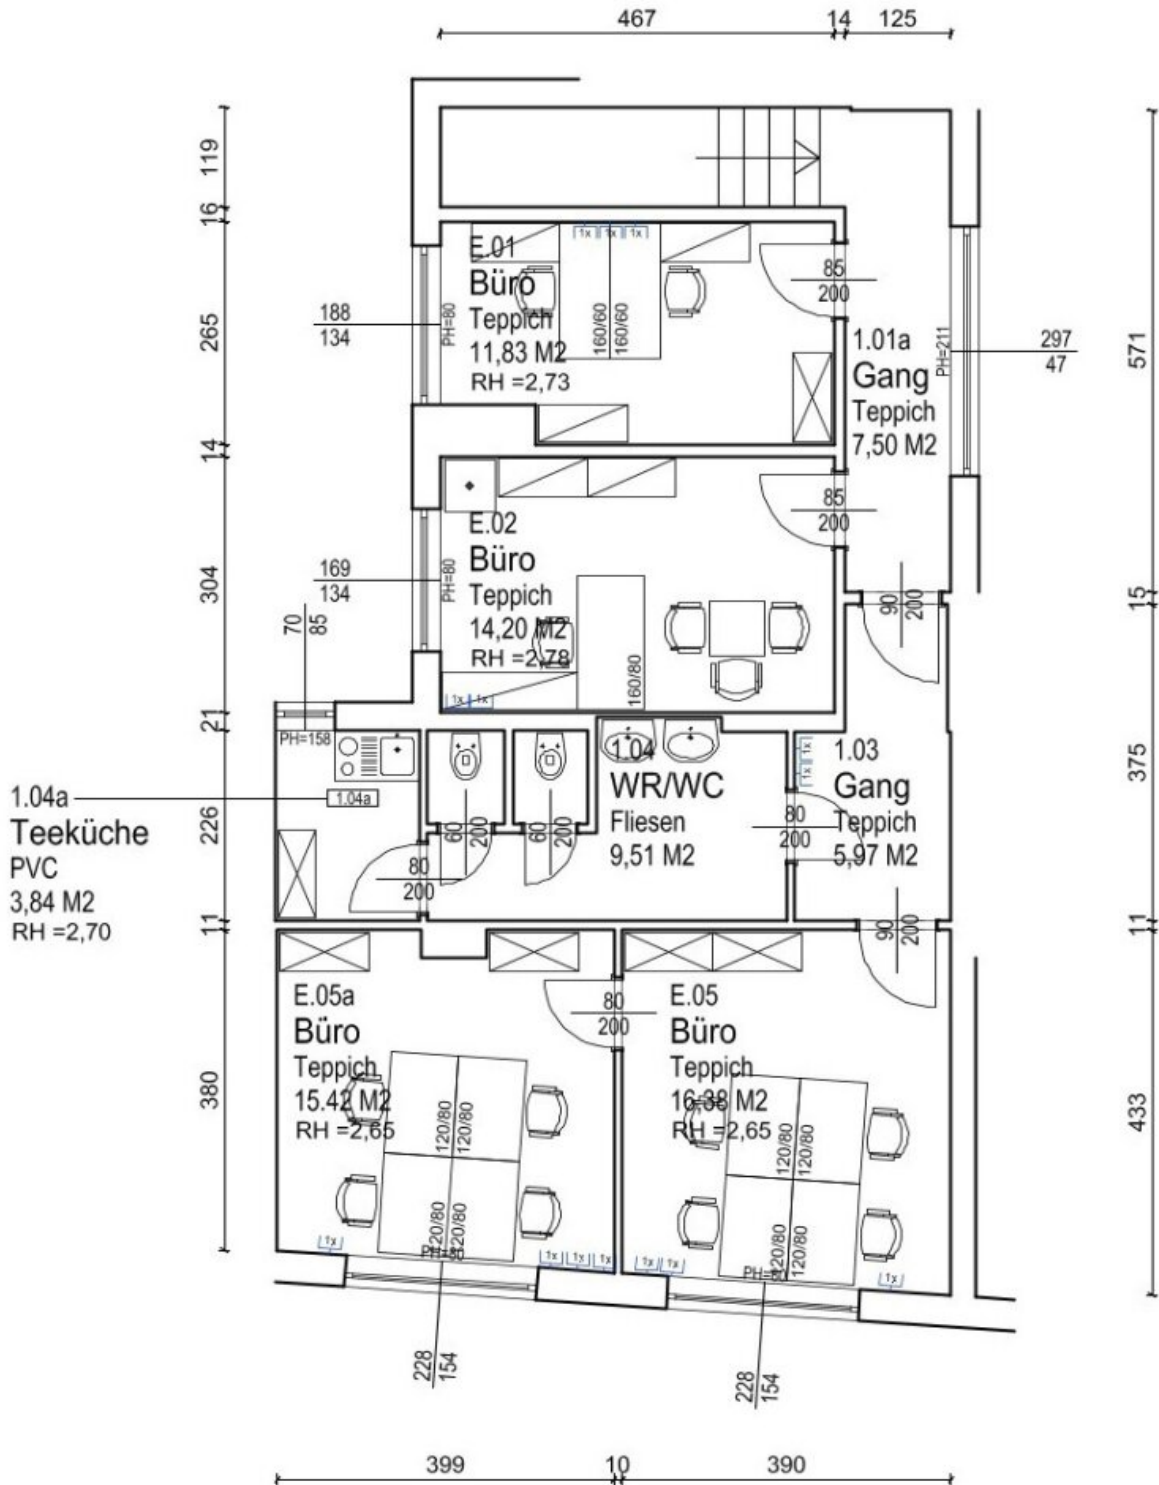 467
14
125
119
16
265
14
304
21
226
11
380
E.01
Büro
Teppich
11,83 M2
RH =2,73
1x
1x
1x
160/60
160/60
85
200
188
134
PH=80
1.01a
Gang
Teppich
7,50 M2
PH=211
297
47
571
E.02
Büro
Teppich
14,20 M2
RH =2,78
85
200
169
134
PH=80
160/80
1x
1x
90
200
15
70
85
PH=158
1.04a
Teeküche
PVC
3,84 M2
RH =2,70
1.04a
60
200
60
200
80
200
1.04
WR/WC
Fliesen
9,51 M2
1x
1x
1.03
Gang
Teppich
5,97 M2
80
200
375
90
200
11
E.05a
Büro
Teppich
15.42 M2
RH =2,65
120/80
120/80
120/80
120/80
PH=80
1x
1x
1x
1x
80
200
E.05
Büro
Teppich
16,38 M2
RH =2,65
120/80
120/80
120/80
120/80
PH=80
1x
1x
1x
433
228
154
228
154
399
10
390